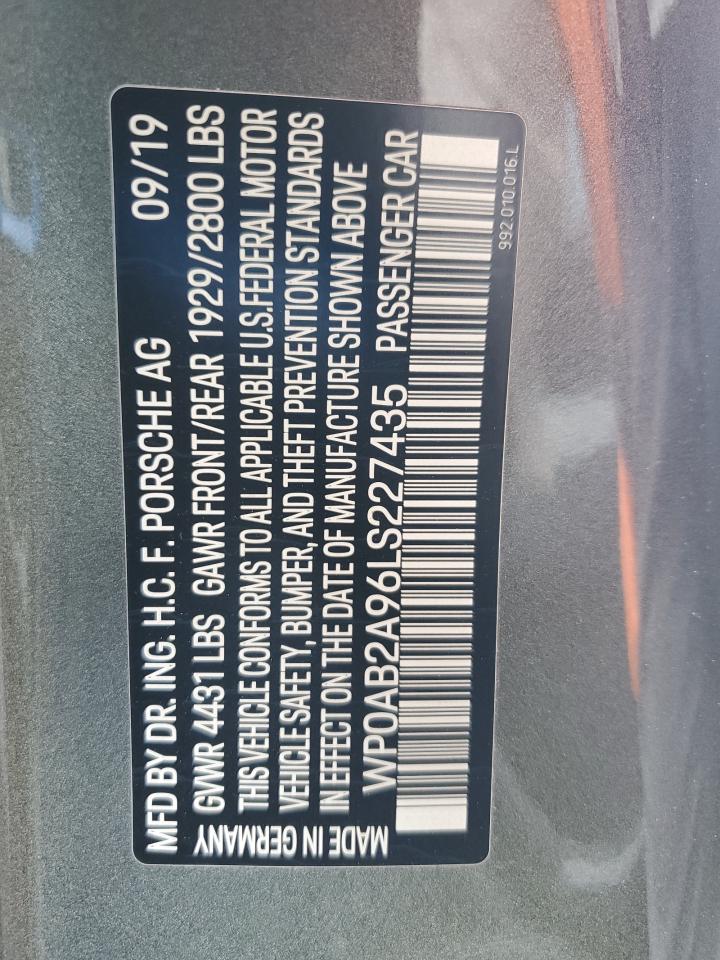 MFD BY DR. ING. H.C. F. PORSCHE AG 09/19
GVWR 4431 LBS GAWR FRONT/REAR 1929/2800 LBS
THIS VEHICLE CONFORMS TO ALL APPLICABLE U.S. FEDERAL MOTOR
VEHICLE SAFETY, BUMPER, AND THEFT PREVENTION STANDARDS
IN EFFECT ON THE DATE OF MANUFACTURE SHOWN ABOVE
WP0AB2A96LS227435 PASSENGER CAR
MADE IN GERMANY
992.010.016.L